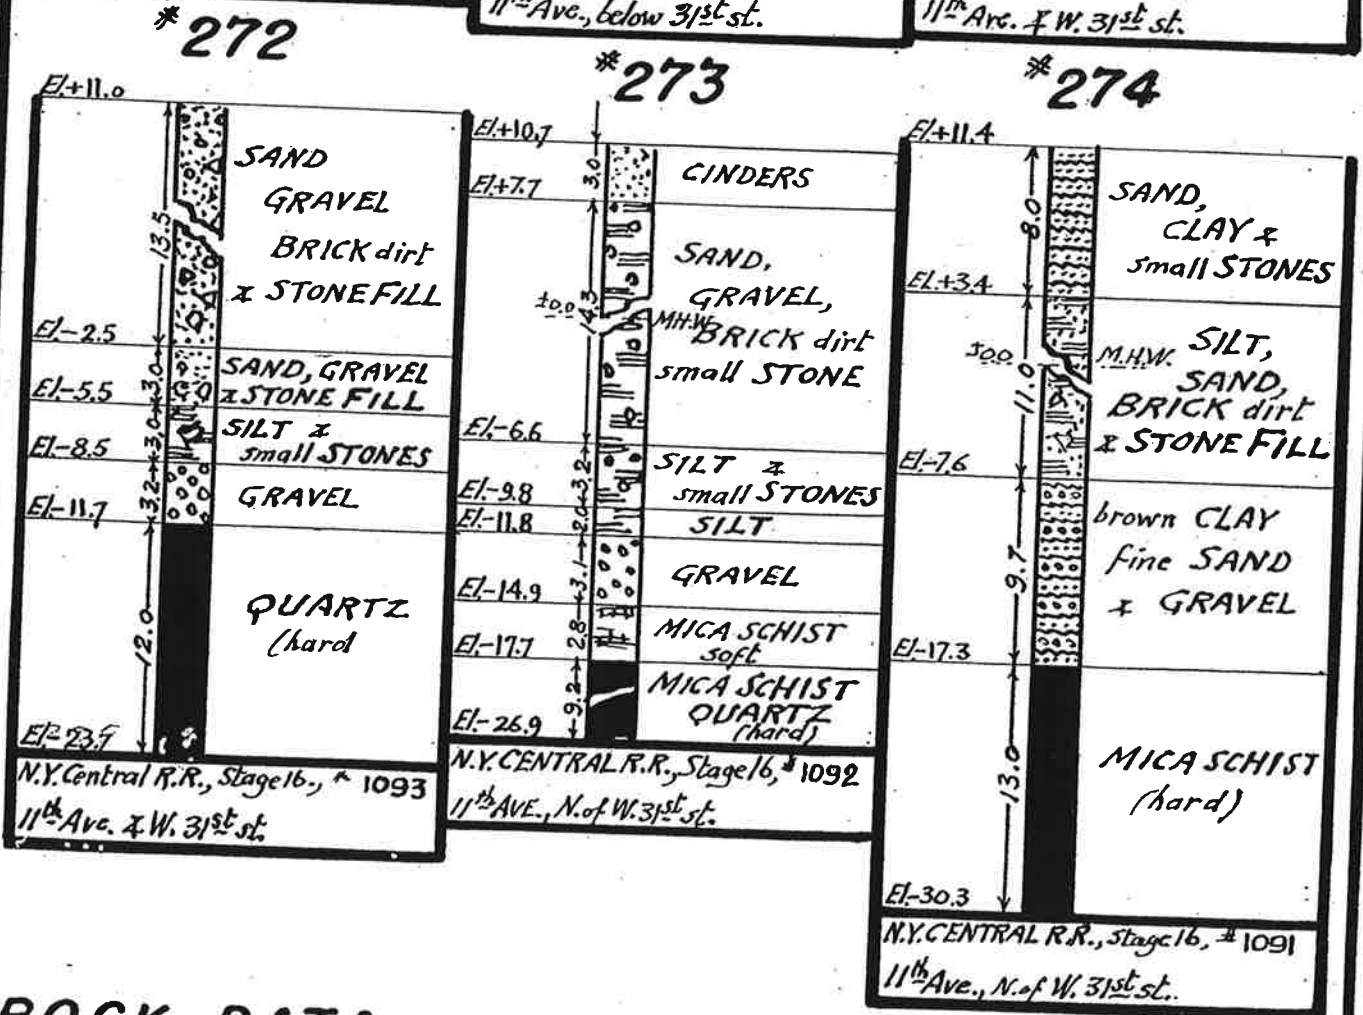 11th Ave., below 31st st.
11th Ave. & W. 31st st.
#272
El.+11.0
13.5
SAND
GRAVEL
BRICK dirt
& STONE FILL
El.-2.5
3.0
SAND, GRAVEL
& STONE FILL
El.-5.5
3.0
SILT &
small STONES
El.-8.5
3.2
GRAVEL
El.-11.7
12.0
QUARTZ
(hard
El.-23.7
N.Y. Central R.R., Stage 16., # 1093
11th Ave. & W. 31st st.
#273
El.+10.7
3.0
CINDERS
El.+7.7
14.3
SAND,
GRAVEL,
±0.0
M.H.W.
BRICK dirt
small STONE
El.-6.6
3.2
SILT &
small STONES
El.-9.8
2.0
SILT
El.-11.8
3.1
GRAVEL
El.-14.9
2.8
MICA SCHIST
soft
El.-17.7
9.2
MICA SCHIST
QUARTZ
(hard)
El.-26.9
N.Y. CENTRAL R.R., Stage 16, # 1092
11th AVE., N. of W. 31st st.
#274
El.+11.4
8.0
SAND,
CLAY &
small STONES
El.+3.4
11.0
±0.0
M.H.W.
SILT,
SAND,
BRICK dirt
& STONE FILL
El.-7.6
9.7
brown CLAY
fine SAND
& GRAVEL
El.-17.3
13.0
MICA SCHIST
(hard)
El.-30.3
N.Y. CENTRAL R.R., Stage 16, # 1091
11th Ave., N. of W. 31st st.
ROCK DATA